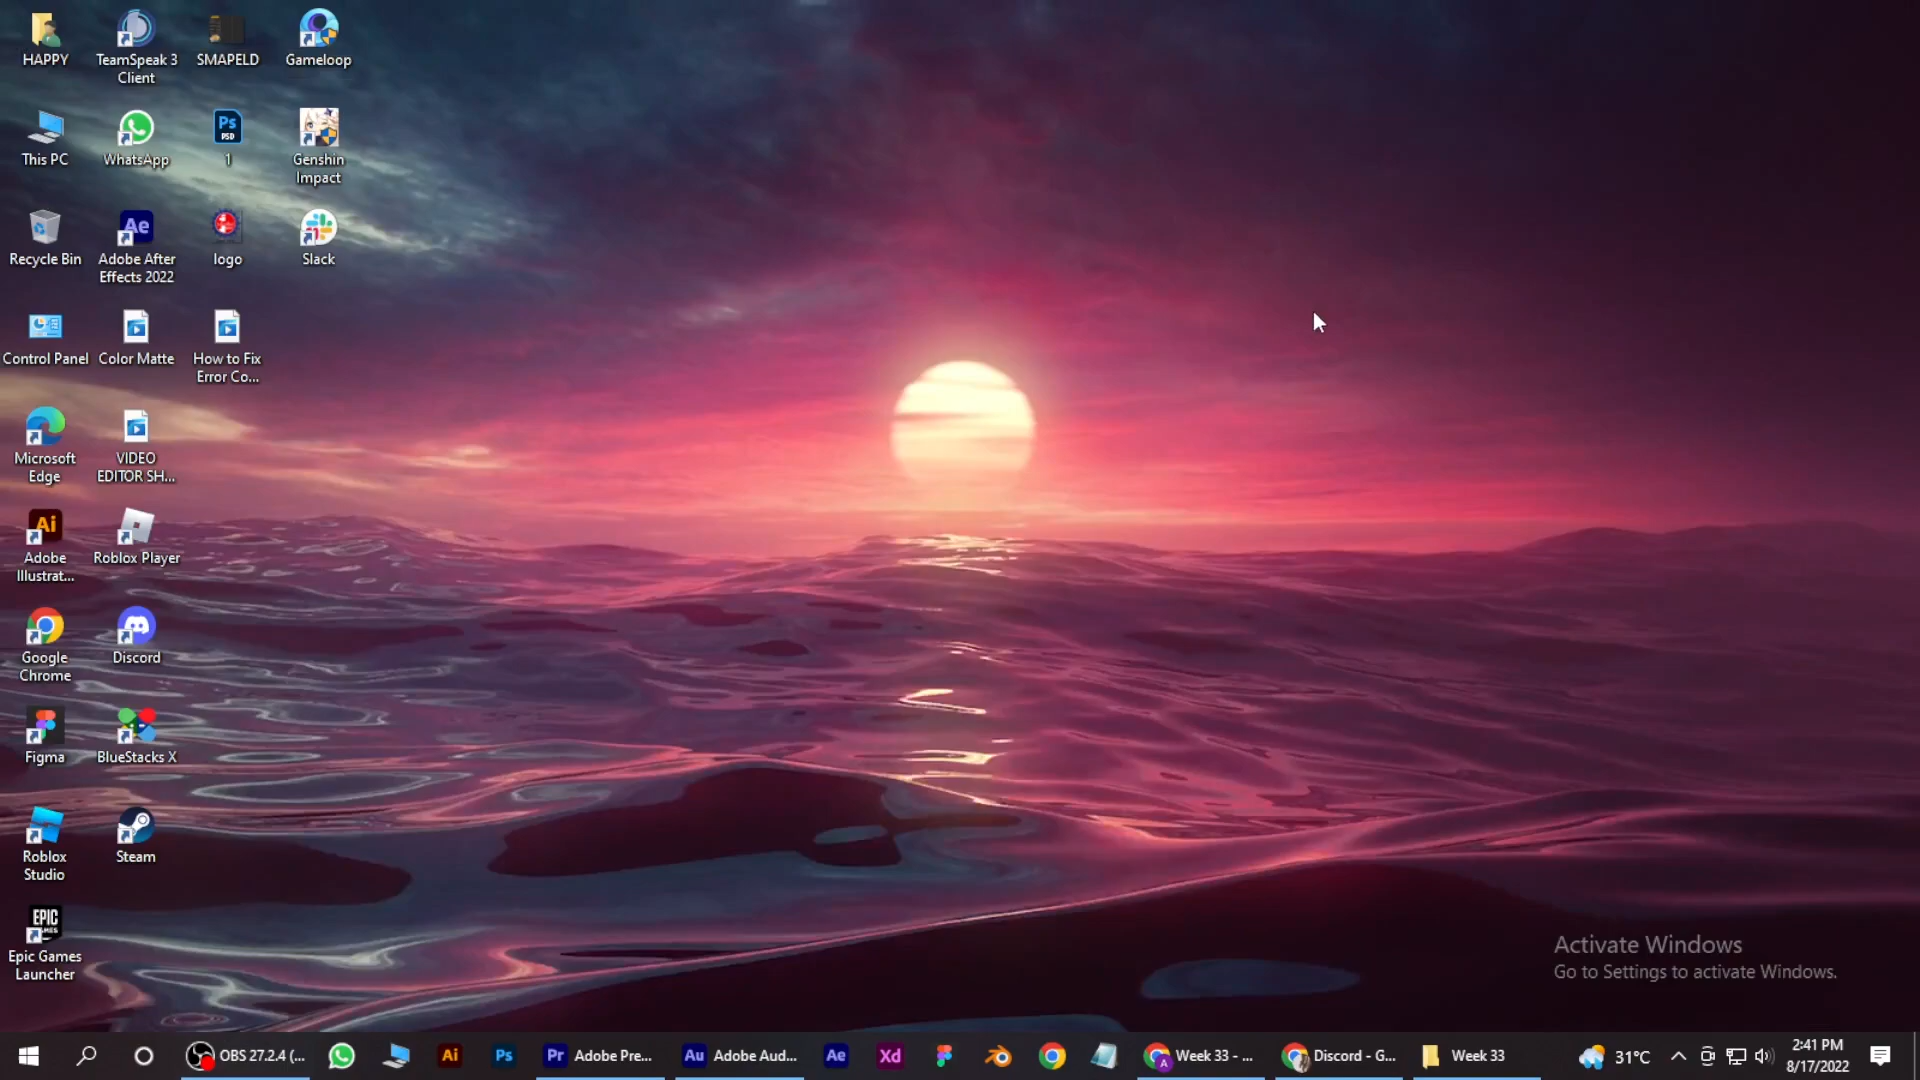 HAPPY
TeamSpeak 3
Client
SMAPELD
Gameloop
This PC
WhatsApp
Ps
PSD
1
Genshin
Impact
Recycle Bin
Ae
Adobe After
Effects 2022
logo
Slack
Control Panel
Color Matte
How to Fix
Error Co...
Microsoft
Edge
VIDEO
EDITOR SH...
Ai
Adobe
Illustrat...
Roblox Player
Google
Chrome
Discord
Figma
BlueStacks X
Roblox
Studio
Steam
EPIC
GAMES
Epic Games
Launcher
Activate Windows
Go to Settings to activate Windows.
OBS 27.2.4 (...
Ai
Ps
Pr
Adobe Pre...
Au
Adobe Aud...
Ae
Xd
A
Week 33 - ...
Discord - G...
Week 33
31°C
2:41 PM
8/17/2022